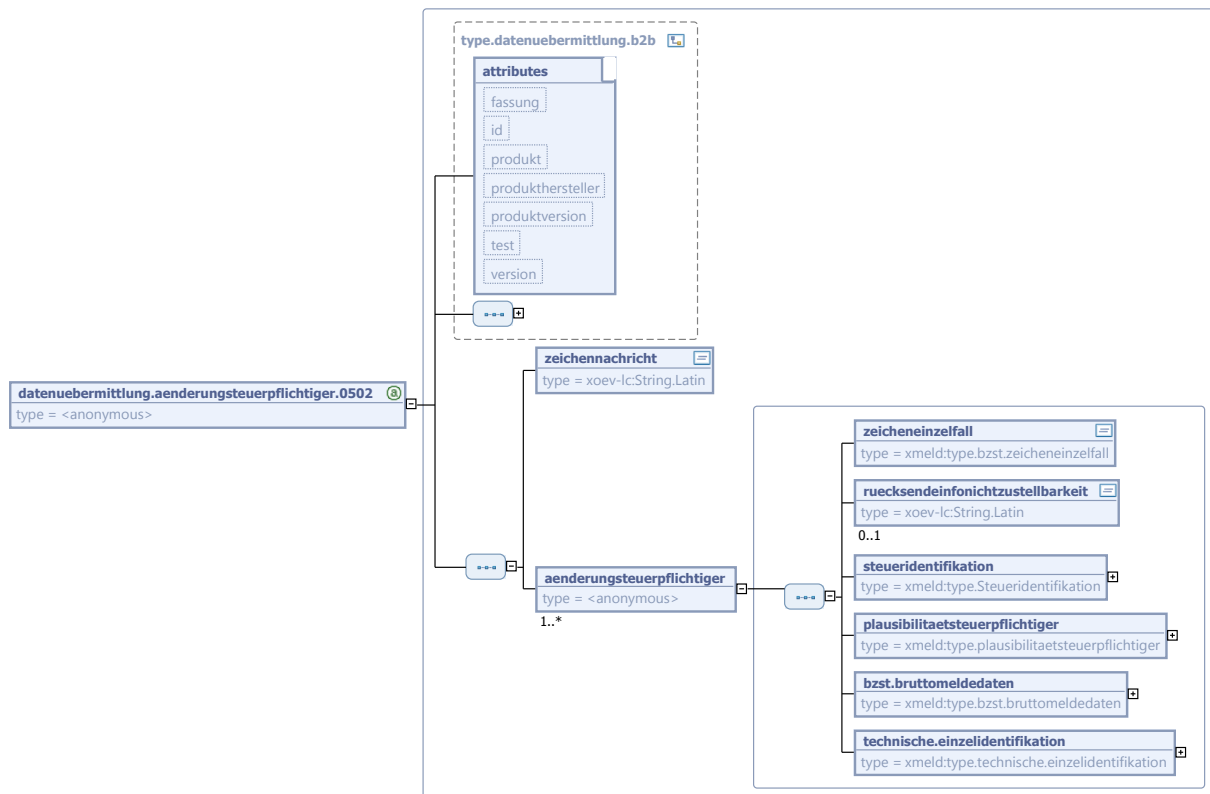 type.datenuebermittlung.b2b
attributes
fassung
id
produkt
produkthersteller
produktversion
test
version
zeichennachricht
type = xoev-lc:String.Latin
datenuebermittlung.aenderungsteuerpflichtiger.0502
a
type = <anonymous>
zeicheneinzelfall
type = xmeld:type.bzst.zeicheneinzelfall
ruecksendeinfonichtzustellbarkeit
type = xoev-lc:String.Latin
0..1
aenderungsteuerpflichtiger
type = <anonymous>
1..*
steueridentifikation
type = xmeld:type.Steueridentifikation
plausibilitaetsteuerpflichtiger
type = xmeld:type.plausibilitaetsteuerpflichtiger
bzst.bruttomeldedaten
type = xmeld:type.bzst.bruttomeldedaten
technische.einzelidentifikation
type = xmeld:type.technische.einzelidentifikation